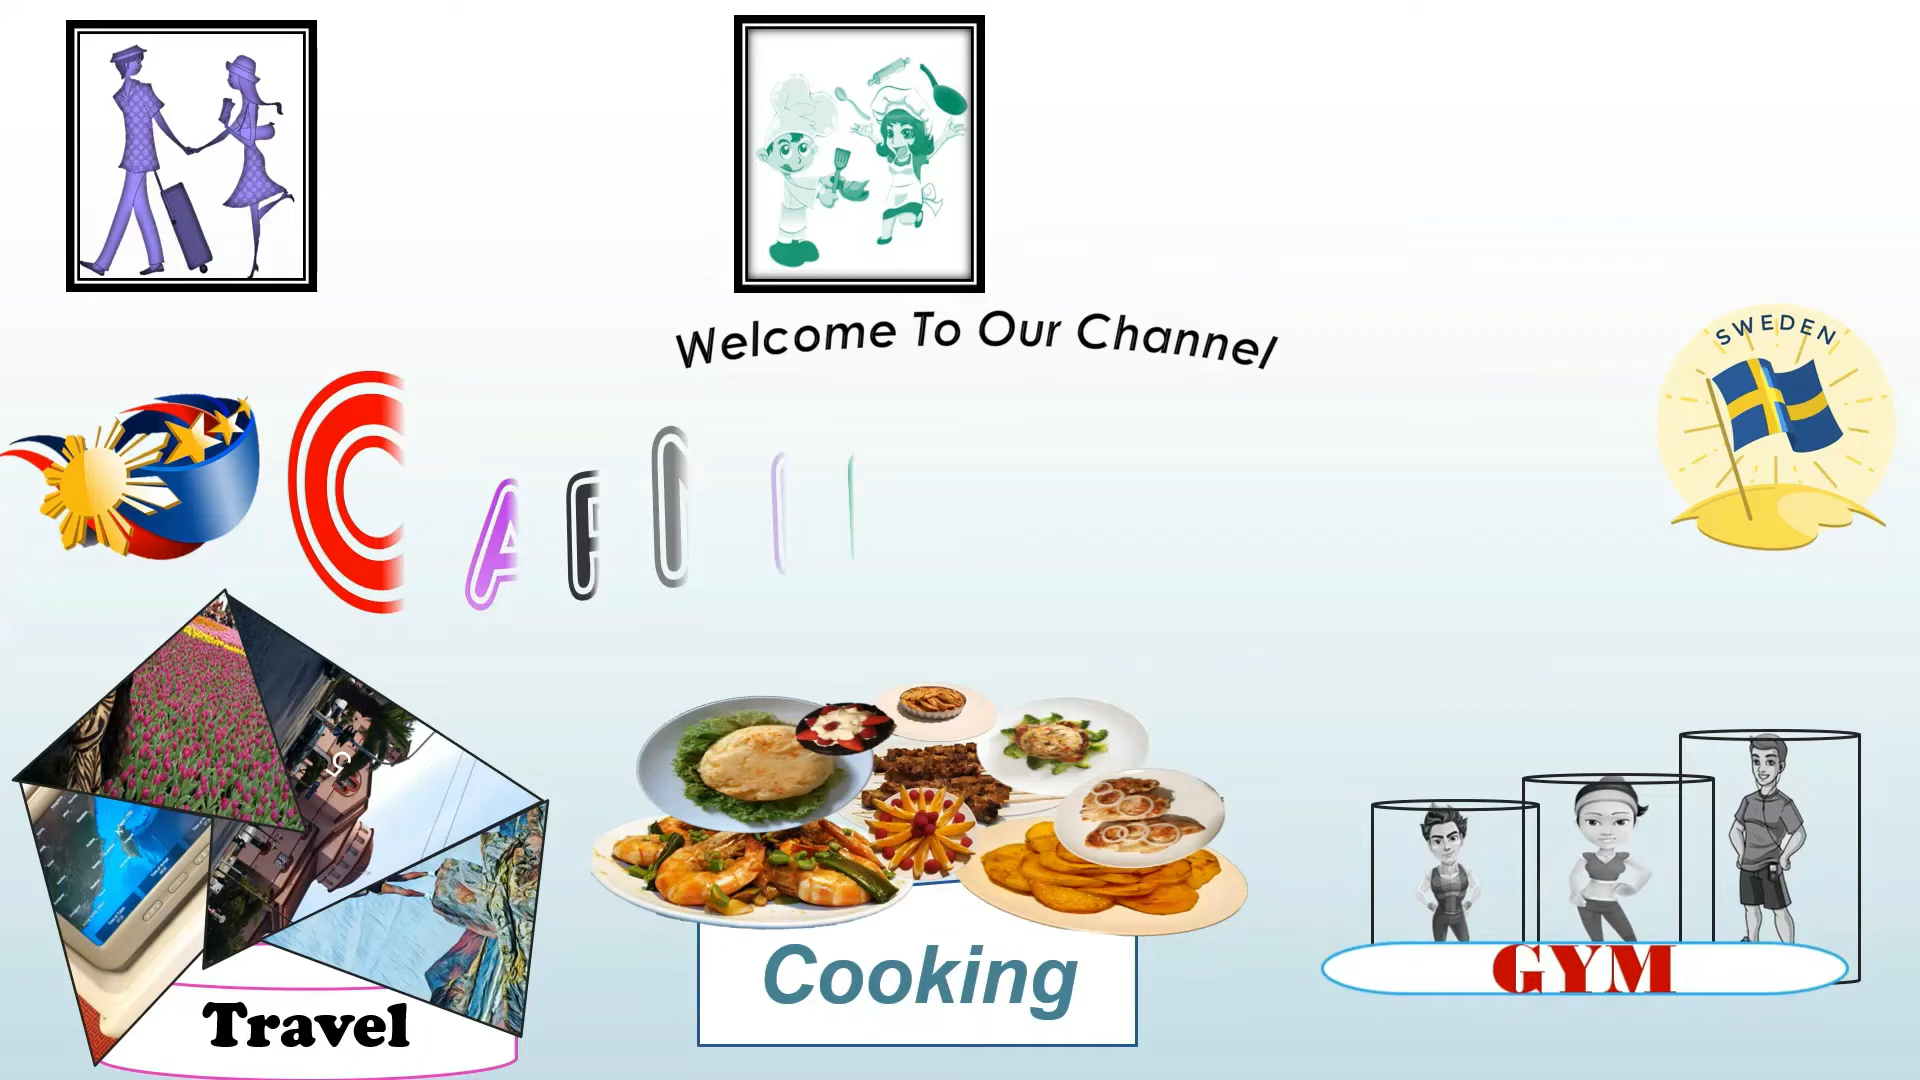 Welcome To Our Channel
SWEDEN
C
A
Travel
Cooking
GYM